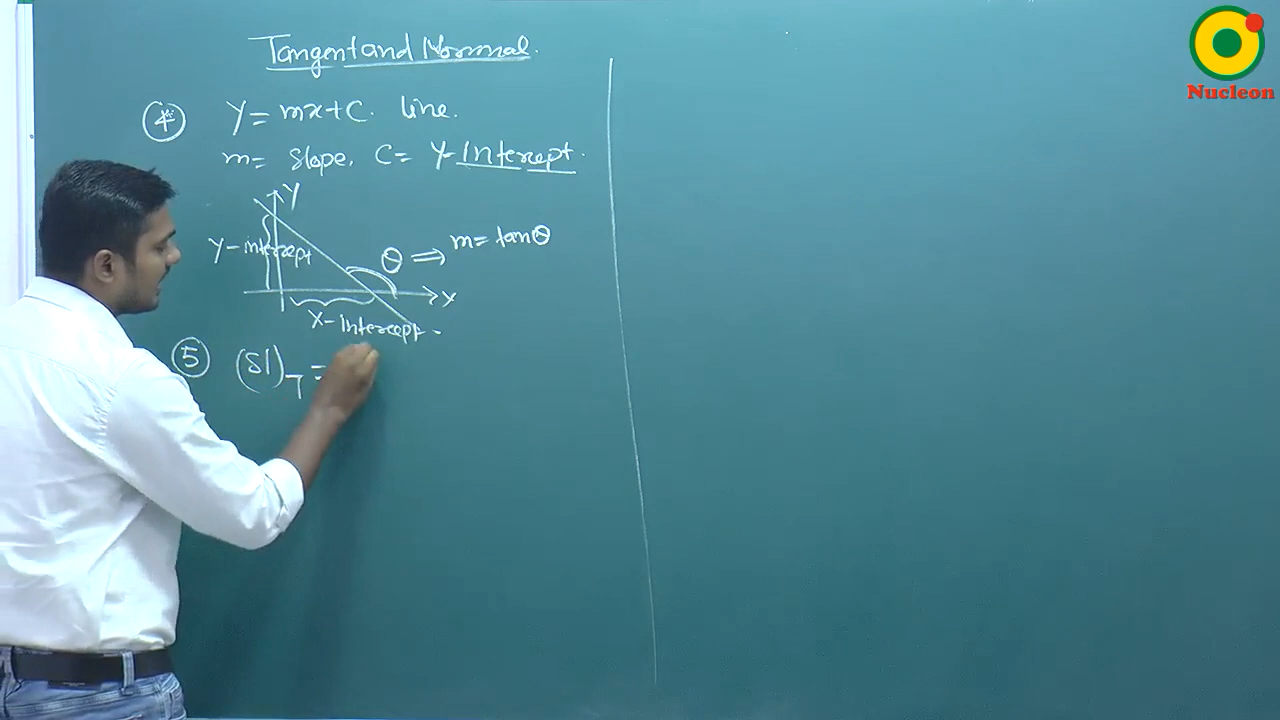 Tangent and Normal.
4 Y = mx + C. line.
m = Slope, C = Y-Intercept.
Y
Y-intercept
θ ⇒ m = tanθ
X
X-intercept.
5 (Sl)T =
Nucleon